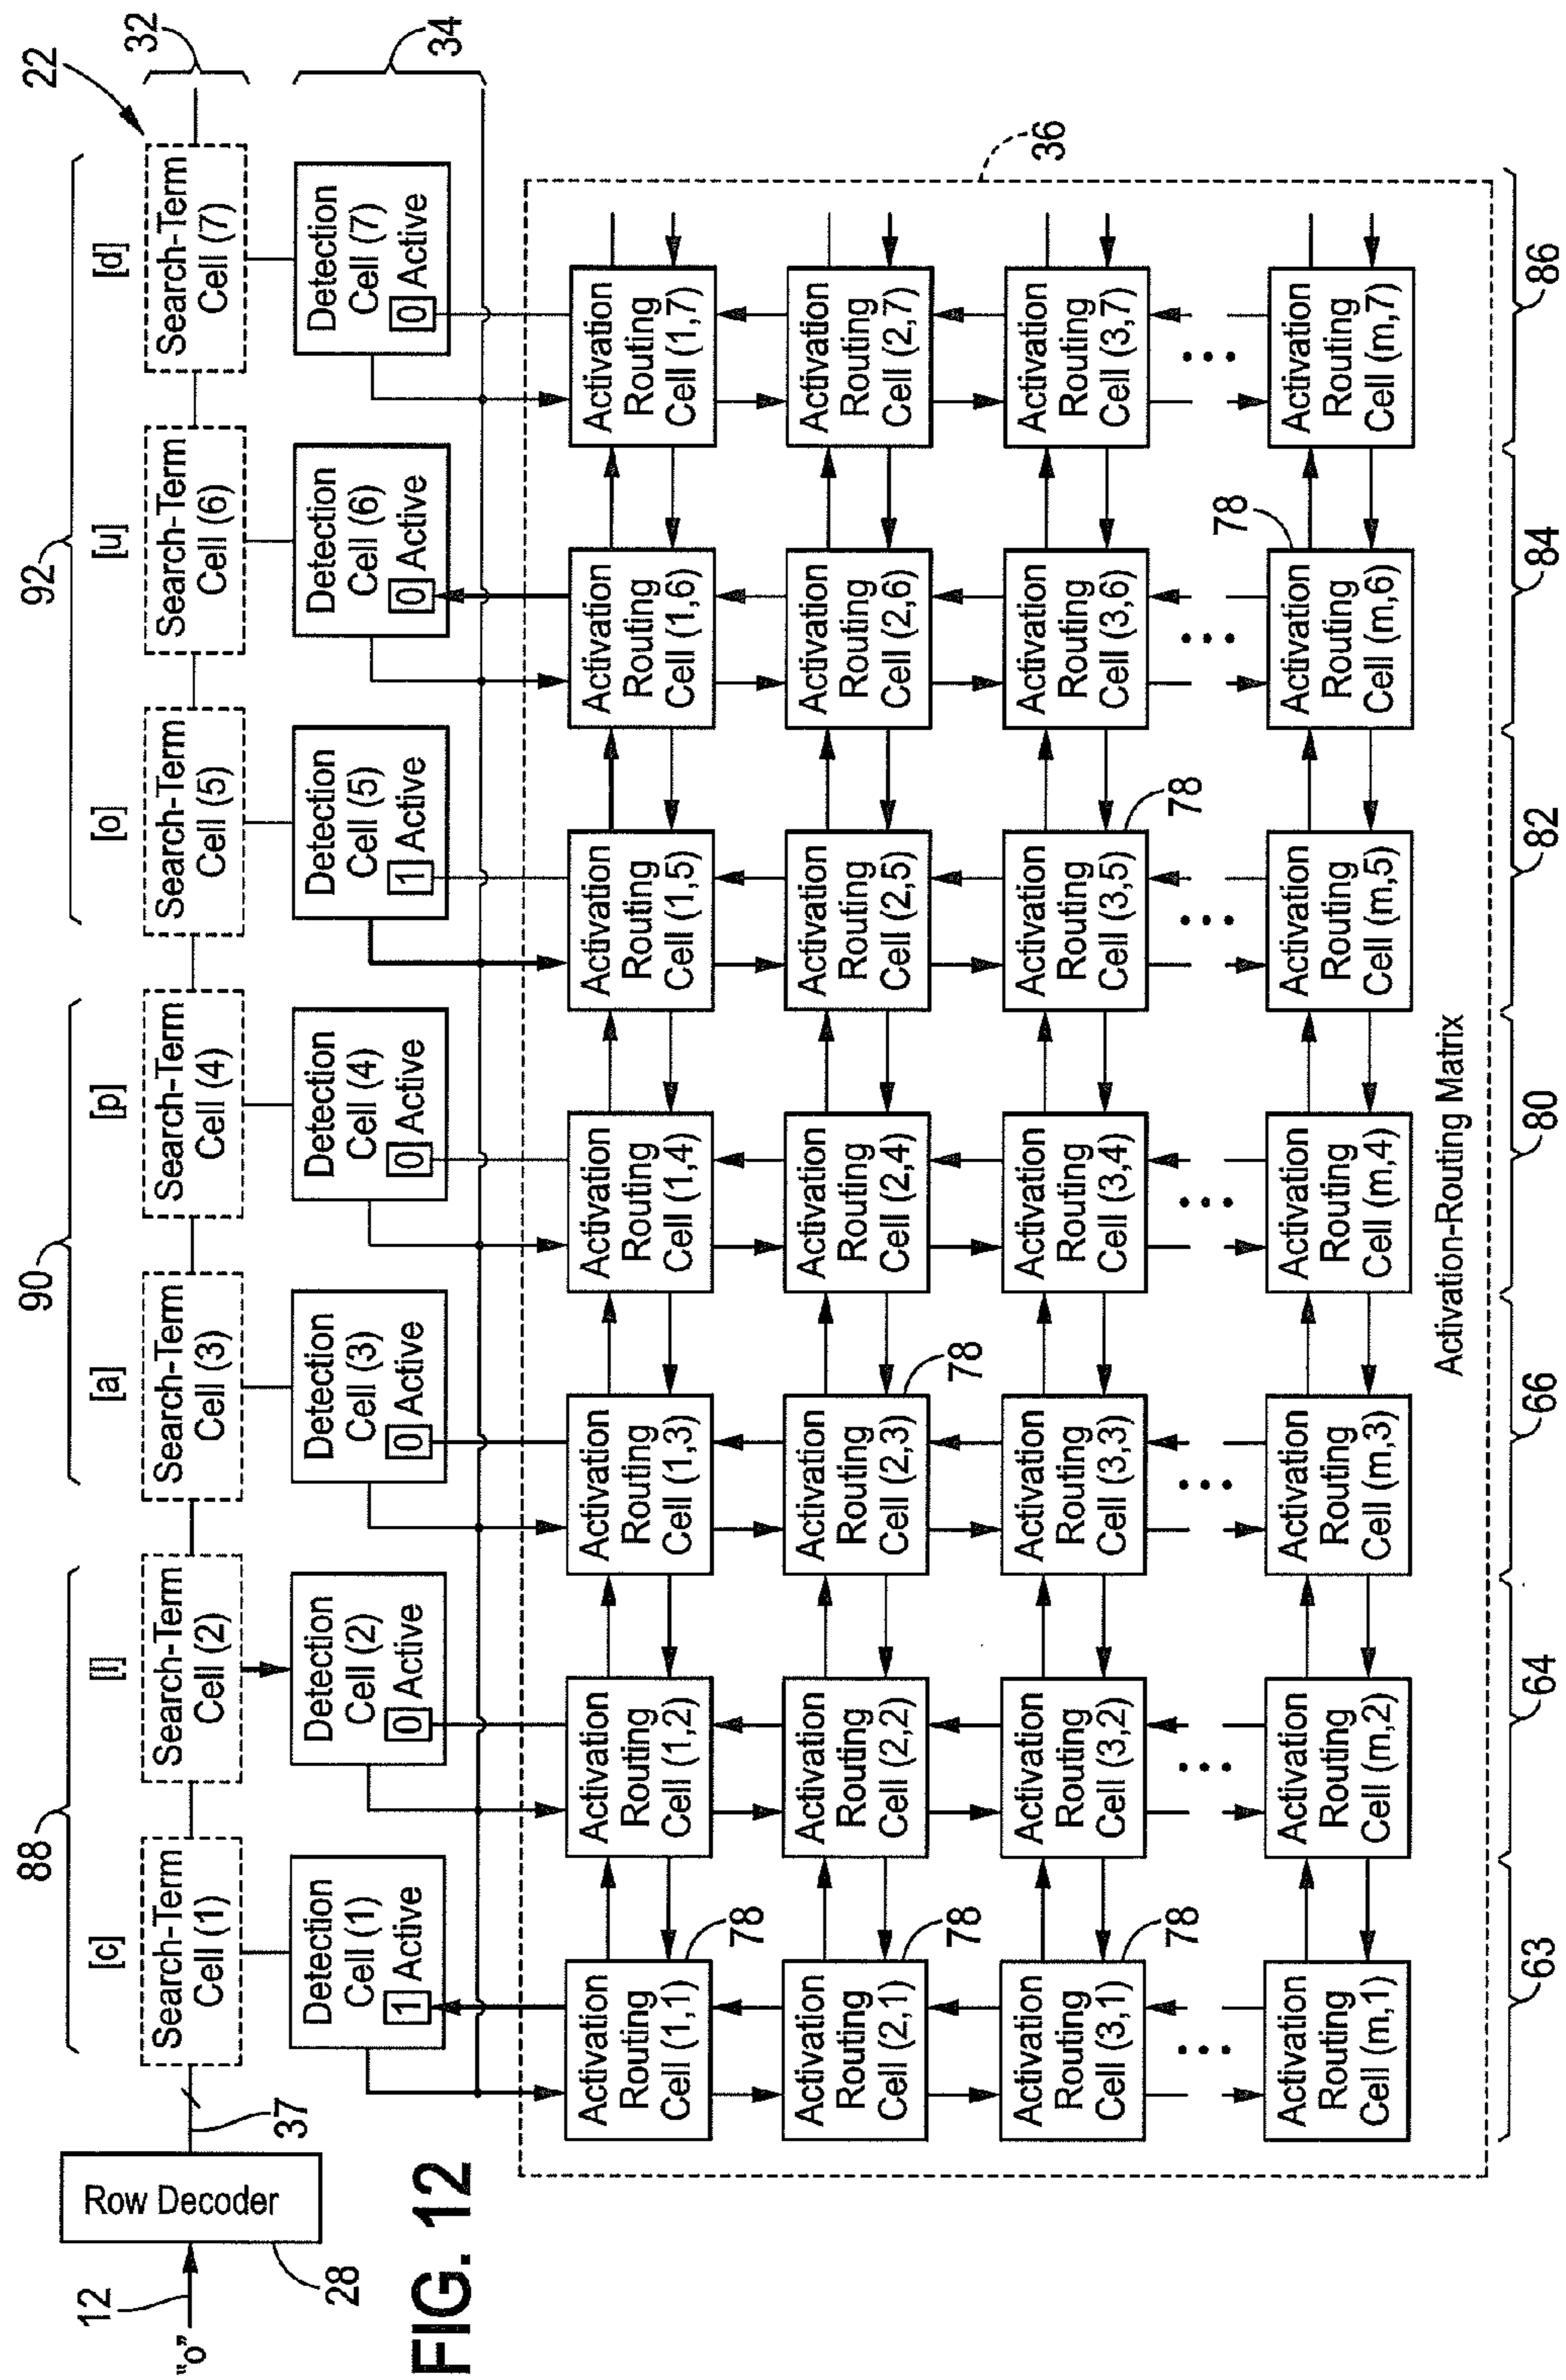 88
90
92
22
[c] [l] [a] [p] [o] [u] [d]
12
"o"
Row Decoder
28
37
Search-Term Cell (1)
Search-Term Cell (2)
Search-Term Cell (3)
Search-Term Cell (4)
Search-Term Cell (5)
Search-Term Cell (6)
Search-Term Cell (7)
32
Detection Cell (1) 1 Active
Detection Cell (2) 0 Active
Detection Cell (3) 0 Active
Detection Cell (4) 0 Active
Detection Cell (5) 1 Active
Detection Cell (6) 0 Active
Detection Cell (7) 0 Active
34
FIG. 12
Activation Routing Cell (1,1)
78
Activation Routing Cell (1,2)
Activation Routing Cell (1,3)
Activation Routing Cell (1,4)
Activation Routing Cell (1,5)
Activation Routing Cell (1,6)
Activation Routing Cell (1,7)
Activation Routing Cell (2,1)
78
Activation Routing Cell (2,2)
Activation Routing Cell (2,3)
78
Activation Routing Cell (2,4)
Activation Routing Cell (2,5)
Activation Routing Cell (2,6)
Activation Routing Cell (2,7)
36
Activation Routing Cell (3,1)
78
Activation Routing Cell (3,2)
Activation Routing Cell (3,3)
Activation Routing Cell (3,4)
Activation Routing Cell (3,5)
78
Activation Routing Cell (3,6)
Activation Routing Cell (3,7)
Activation Routing Cell (m,1)
Activation Routing Cell (m,2)
Activation Routing Cell (m,3)
Activation Routing Cell (m,4)
Activation Routing Cell (m,5)
Activation Routing Cell (m,6)
78
Activation Routing Cell (m,7)
Activation-Routing Matrix
63
64
66
80
82
84
86